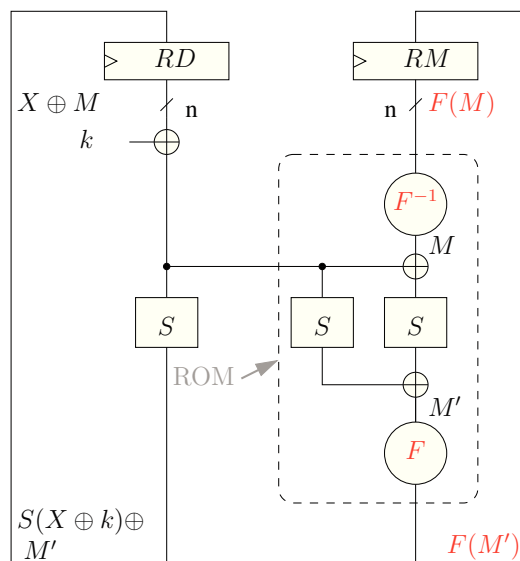 RD RM
X ⊕ M n n F(M)
k
F⁻¹
M
S S S
ROM
M'
F
S(X ⊕ k)⊕
M' F(M')